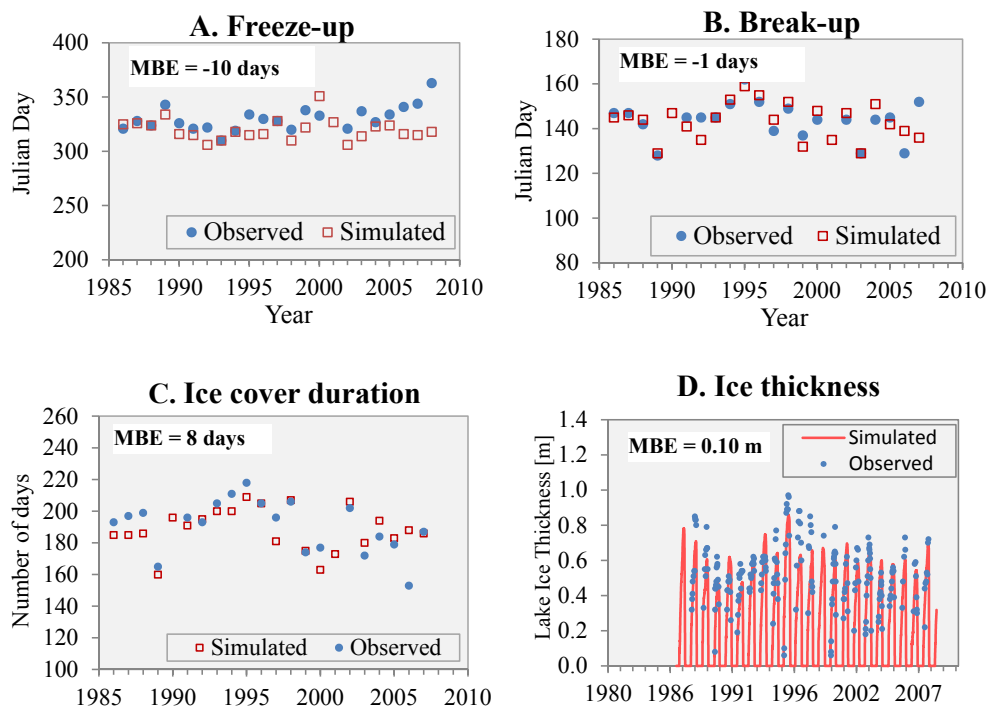 A. Freeze-up
MBE = -10 days
Julian Day
400
350
300
250
200
Observed Simulated
1985 1990 1995 2000 2005 2010
Year
B. Break-up
MBE = -1 days
Julian Day
180
160
140
120
100
80
Observed Simulated
1985 1990 1995 2000 2005 2010
Year
C. Ice cover duration
MBE = 8 days
Number of days
260
240
220
200
180
160
140
120
100
Simulated Observed
1985 1990 1995 2000 2005 2010
D. Ice thickness
MBE = 0.10 m
Lake Ice Thickness [m]
1.4
1.2
1.0
0.8
0.6
0.4
0.2
0.0
Simulated
Observed
1980 1986 1991 1996 2002 2007